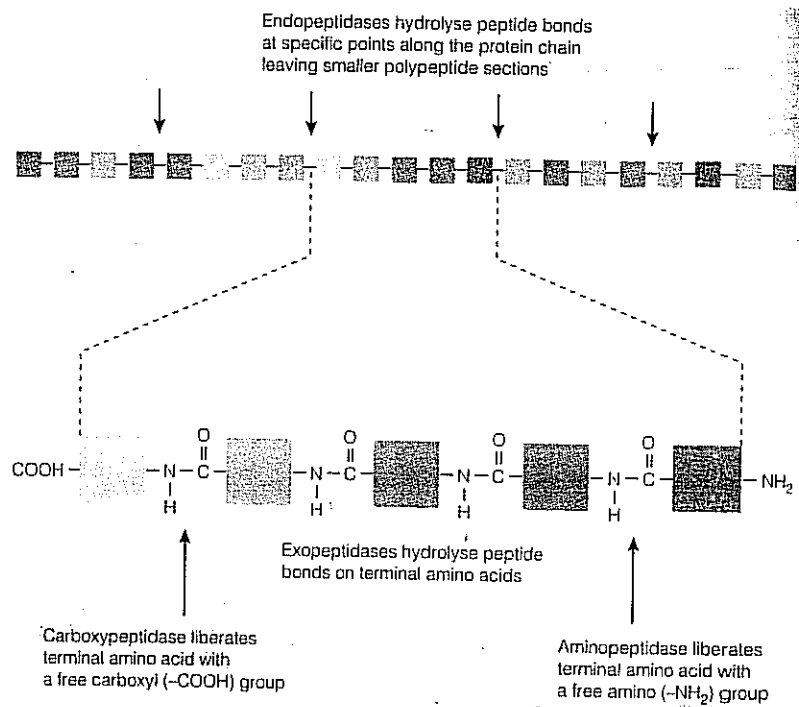 Endopeptidases hydrolyse peptide bonds
at specific points along the protein chain
leaving smaller polypeptide sections
O
O
O
O
COOH
N
C
N
C
N
C
N
C
NH₂
H
H
H
H
Exopeptidases hydrolyse peptide
bonds on terminal amino acids
Carboxypeptidase liberates
terminal amino acid with
a free carboxyl (–COOH) group
Aminopeptidase liberates
terminal amino acid with
a free amino (–NH₂) group